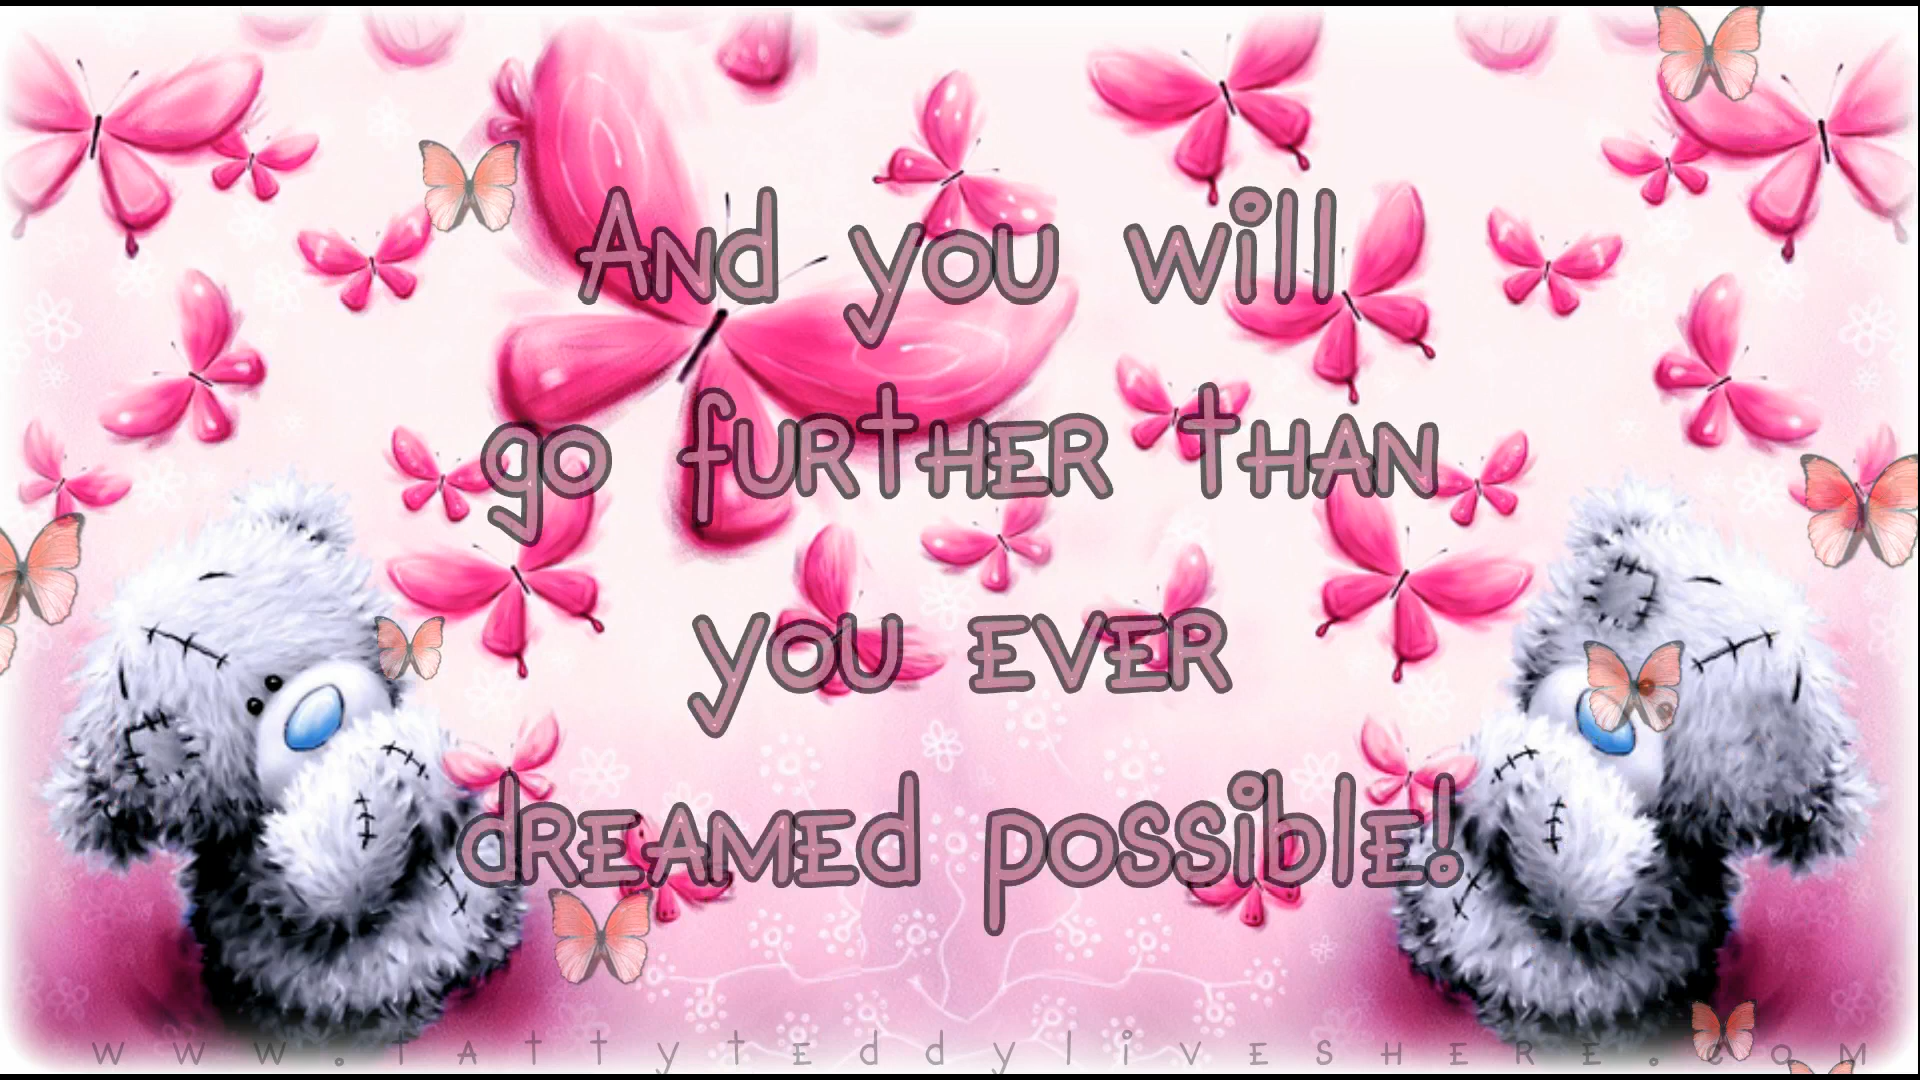 And you will
go further than
you ever
dreamed possible!
www.tattyteddyliveshere.com